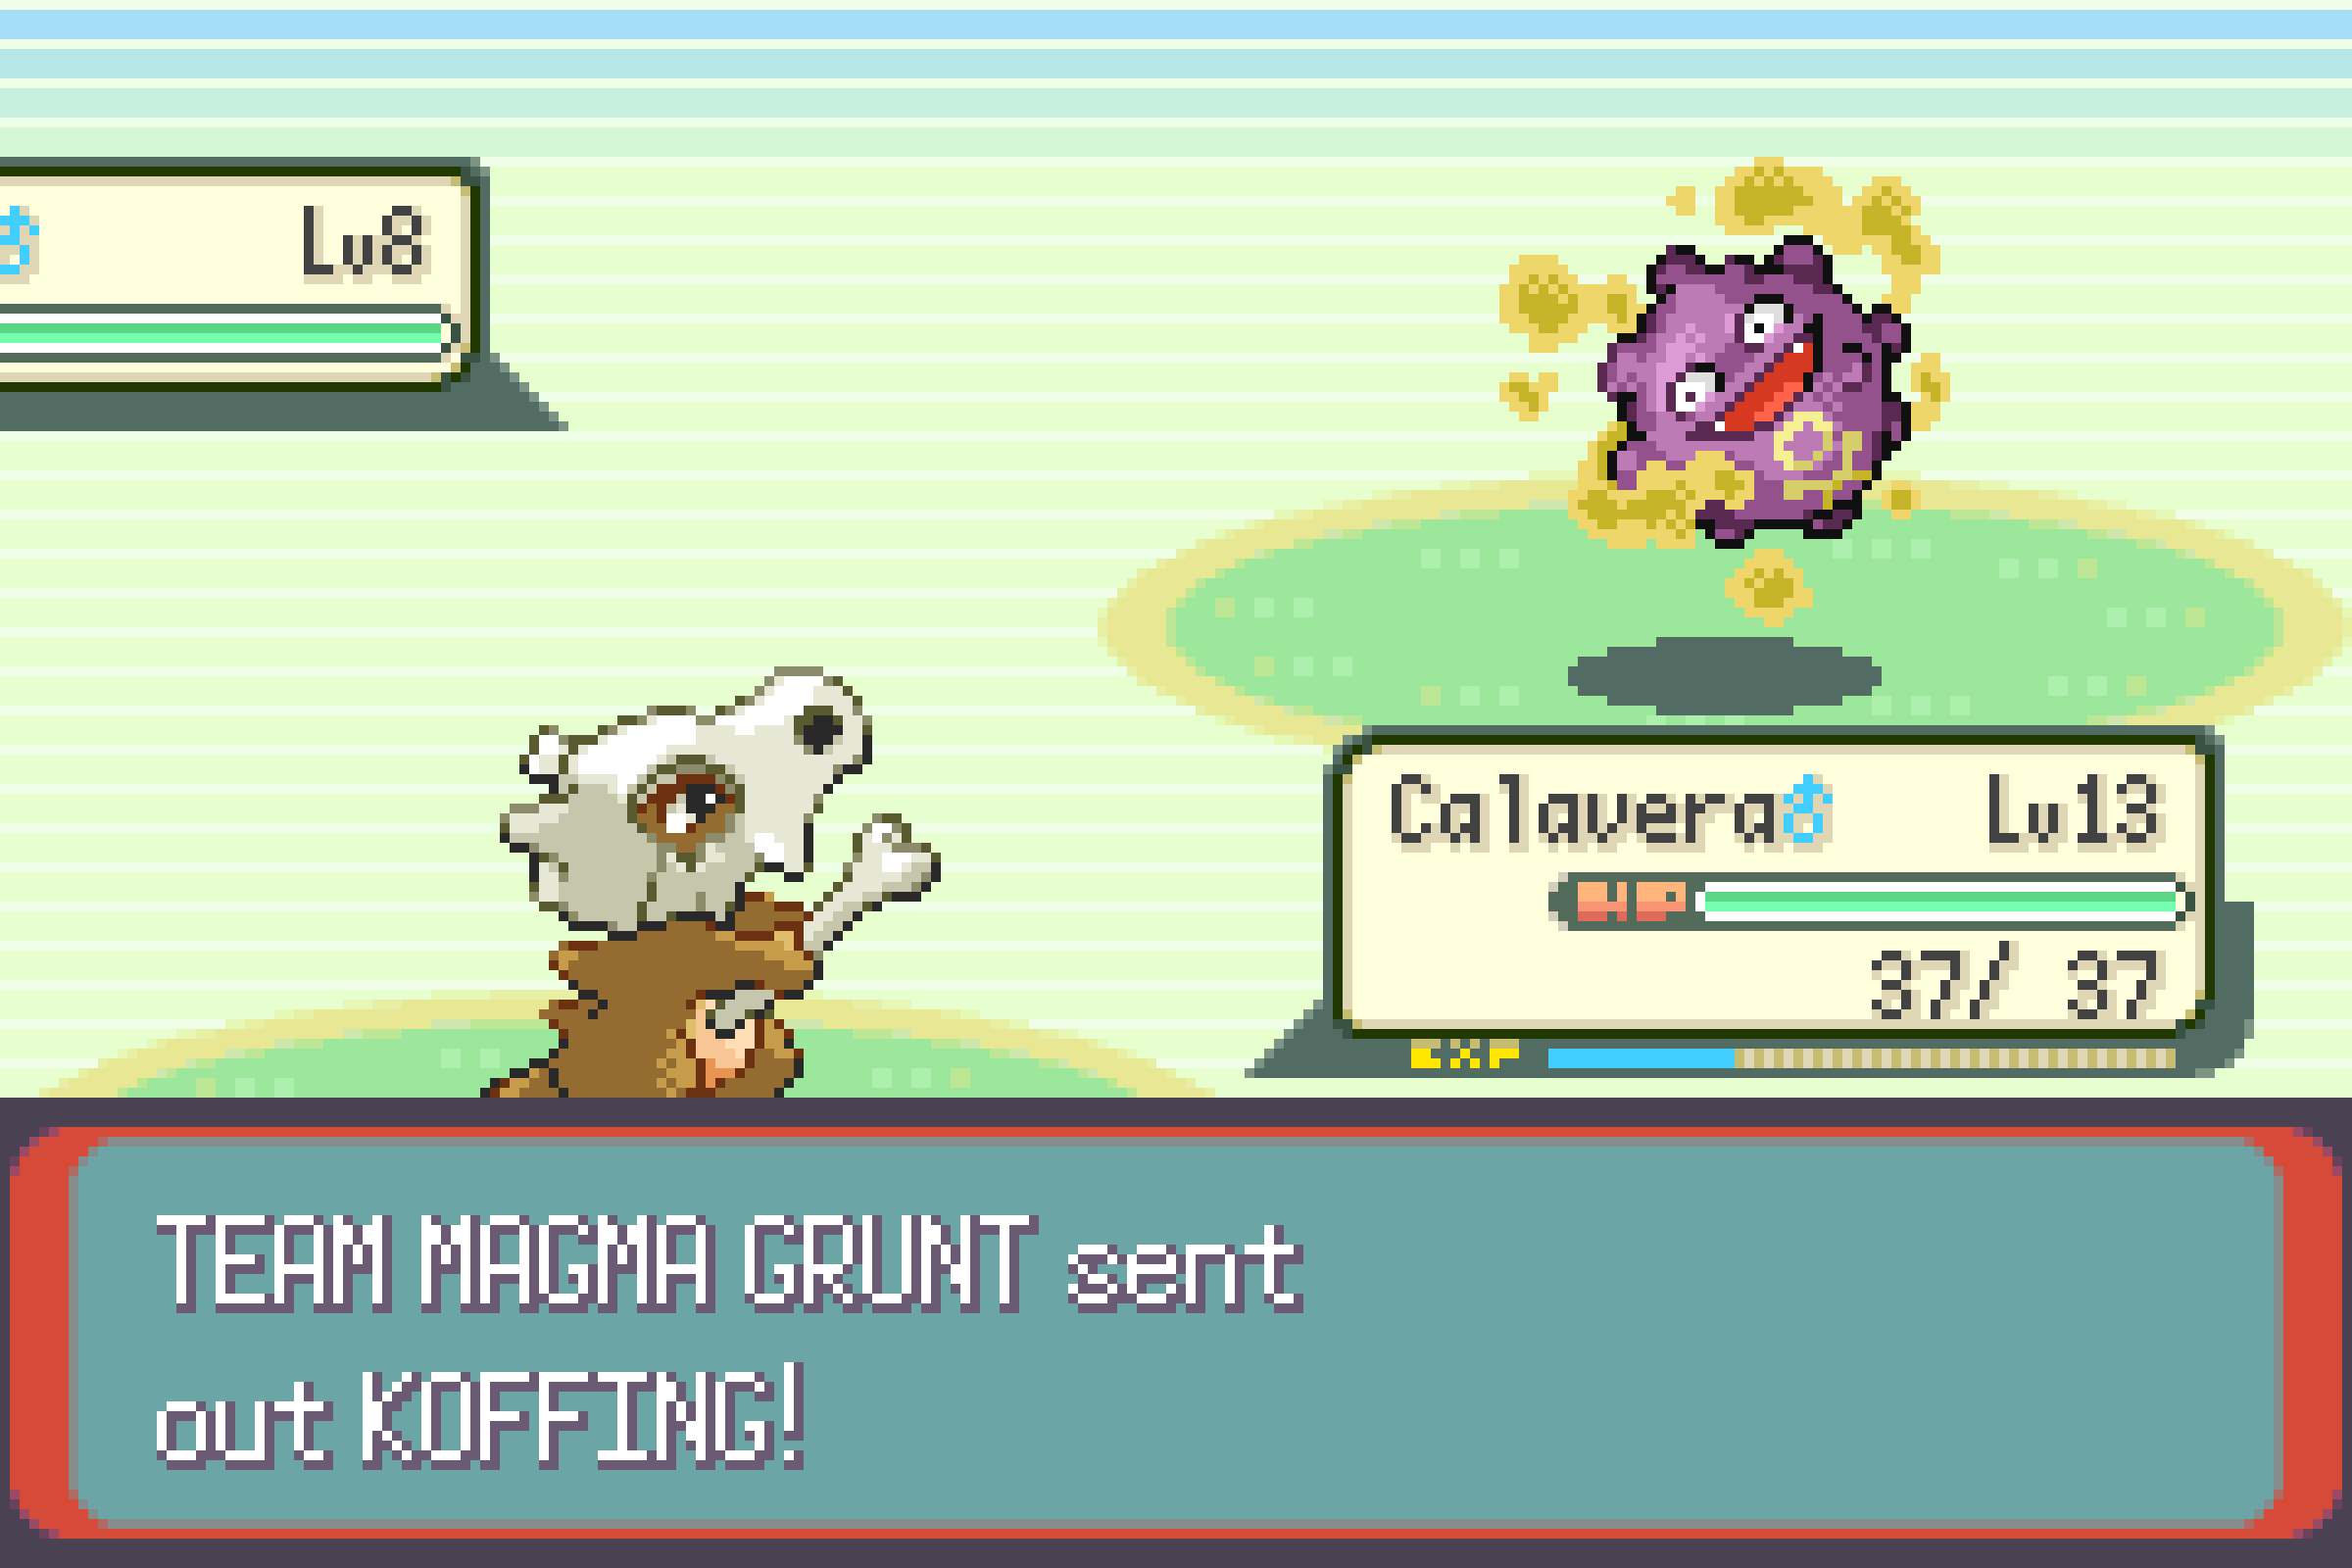 ♂ Lv8
Calavera♂ Lv13
HP
37/ 37
EXP
TEAM MAGMA GRUNT sent
out KOFFING!